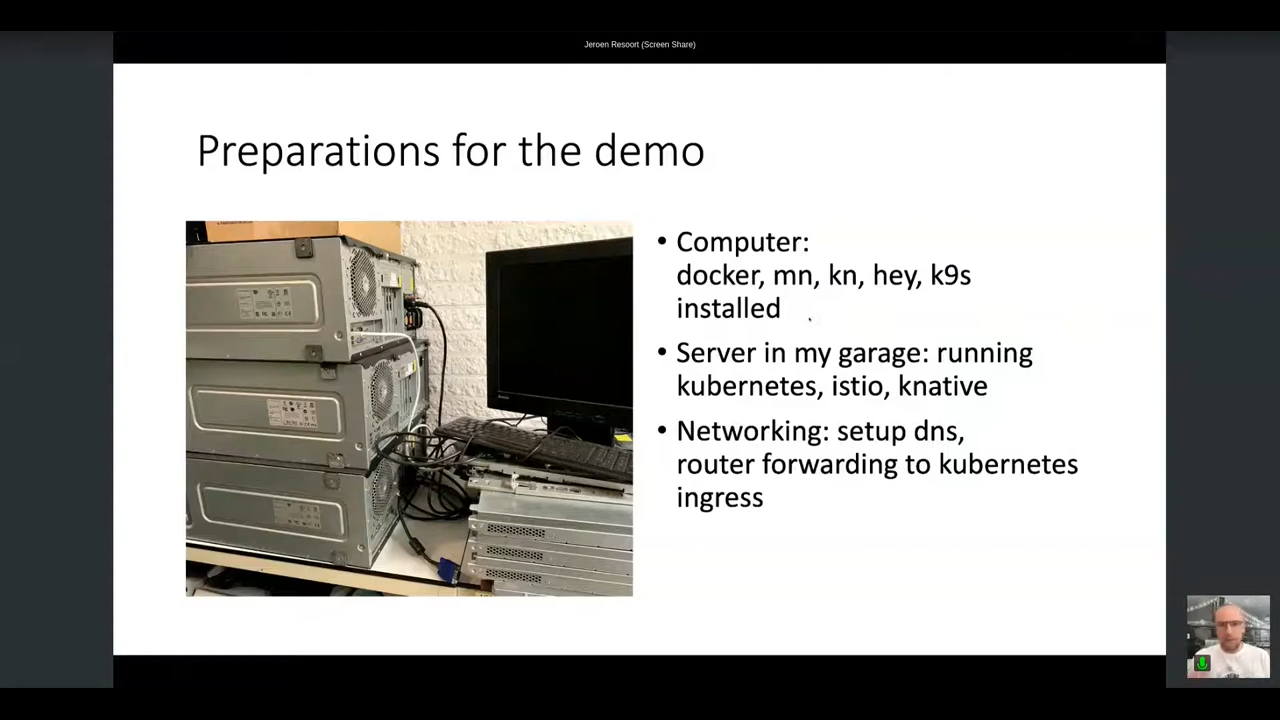 Jeroen Resoort (Screen Share)
Preparations for the demo
• Computer:
docker, mn, kn, hey, k9s
installed
• Server in my garage: running
kubernetes, istio, knative
• Networking: setup dns,
router forwarding to kubernetes
ingress